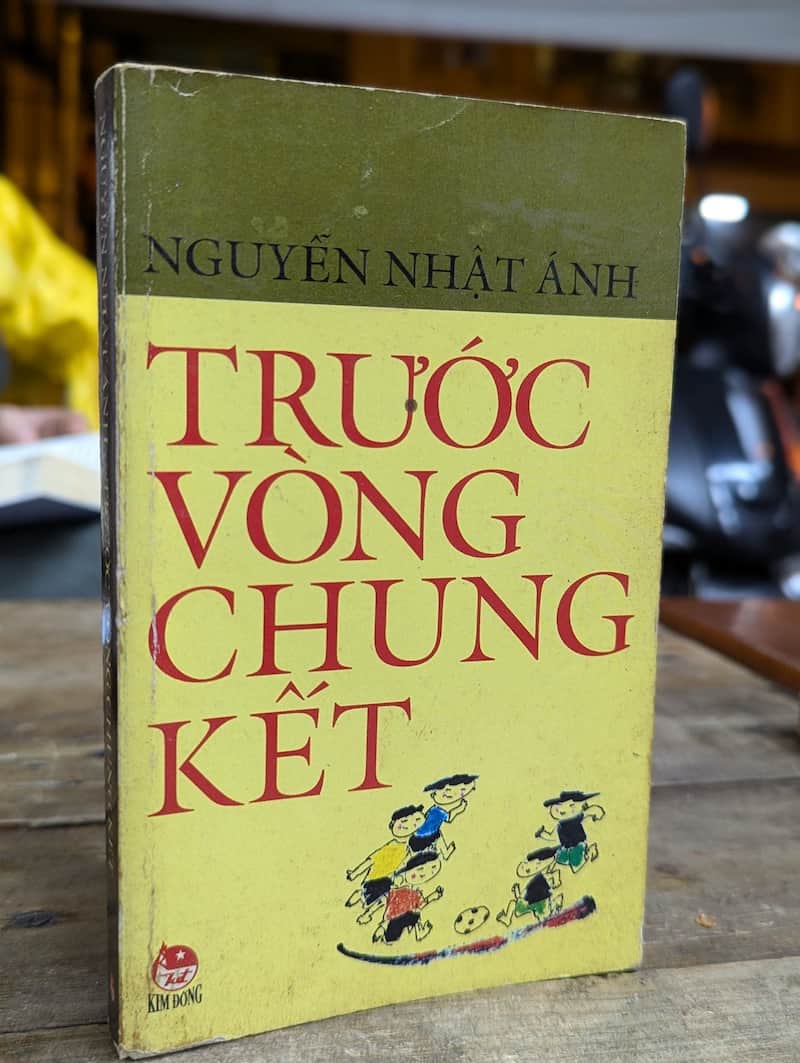 NGUYỄN NHẬT ÁNH
TRƯỚC
VÒNG
CHUNG
KẾT
KIM ĐỒNG